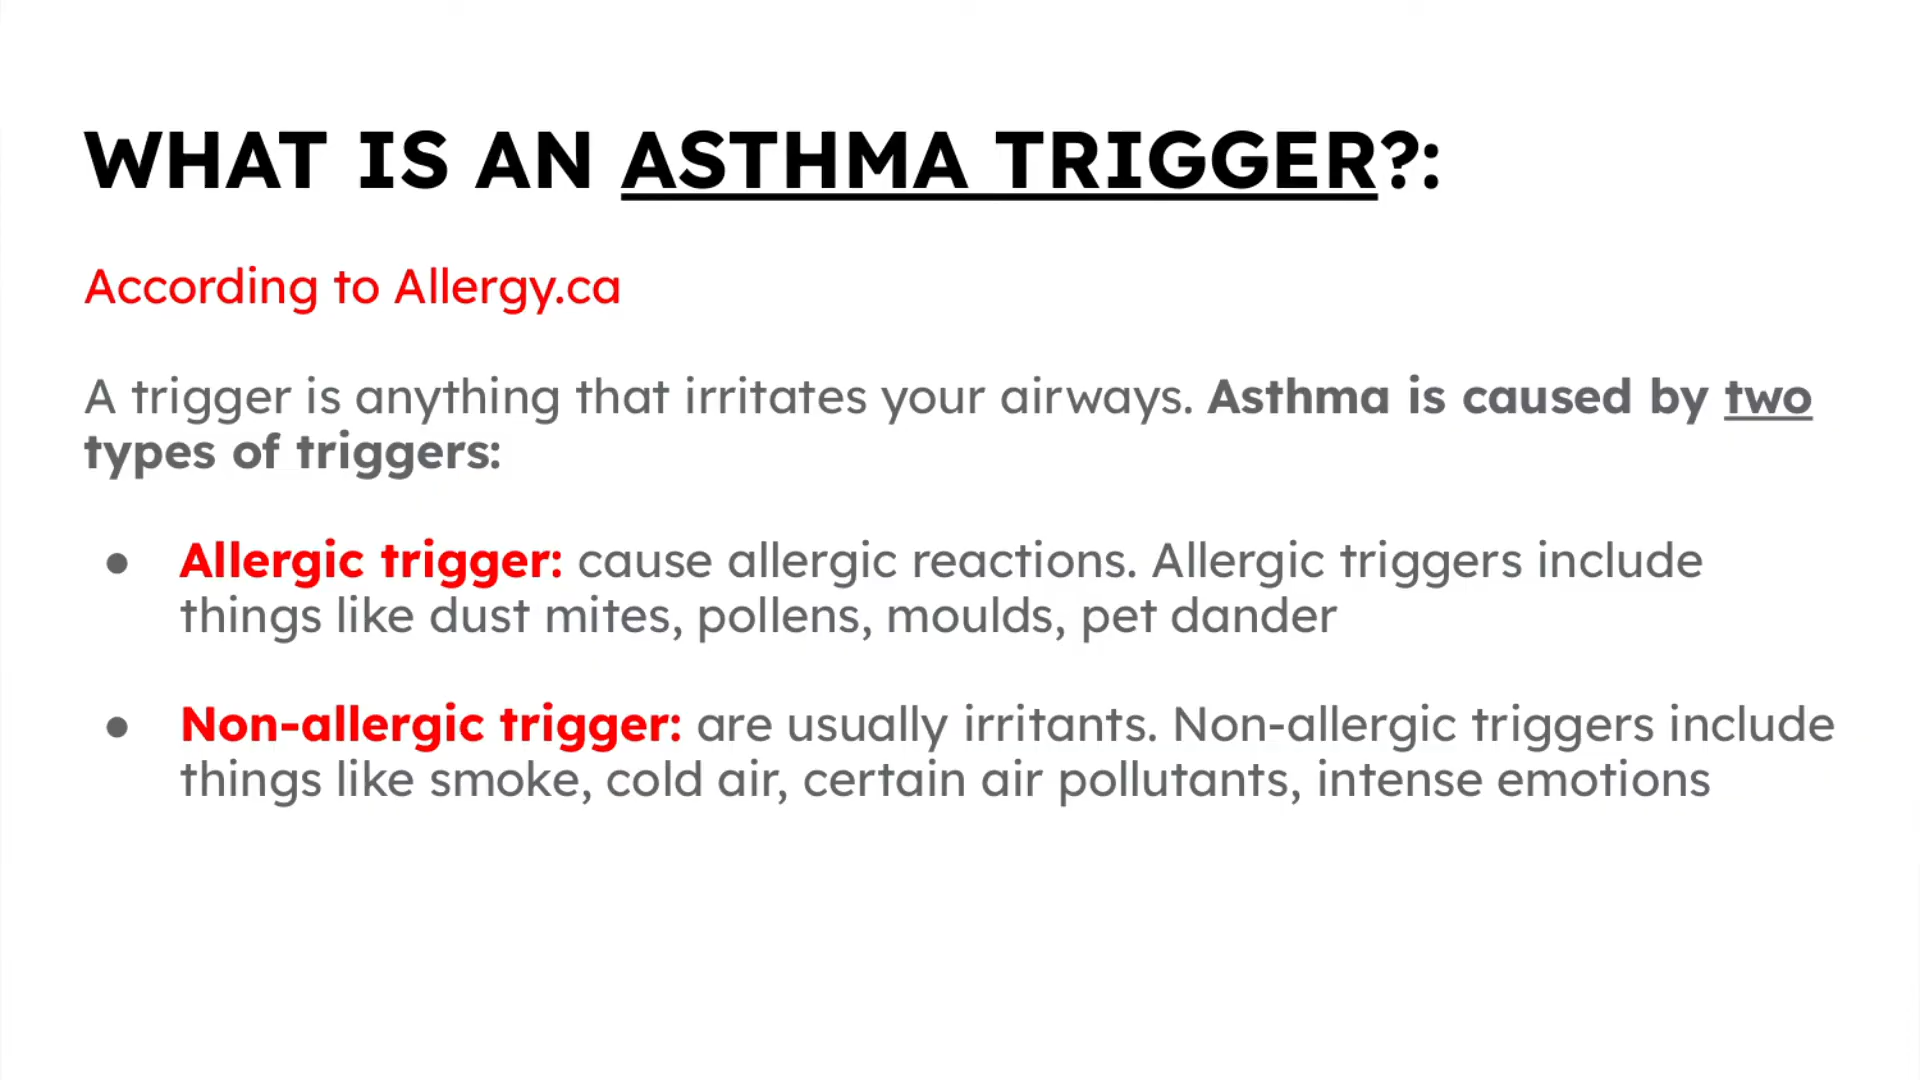 WHAT IS AN ASTHMA TRIGGER?:
According to Allergy.ca
A trigger is anything that irritates your airways. Asthma is caused by two
types of triggers:
● Allergic trigger: cause allergic reactions. Allergic triggers include
things like dust mites, pollens, moulds, pet dander
● Non-allergic trigger: are usually irritants. Non-allergic triggers include
things like smoke, cold air, certain air pollutants, intense emotions